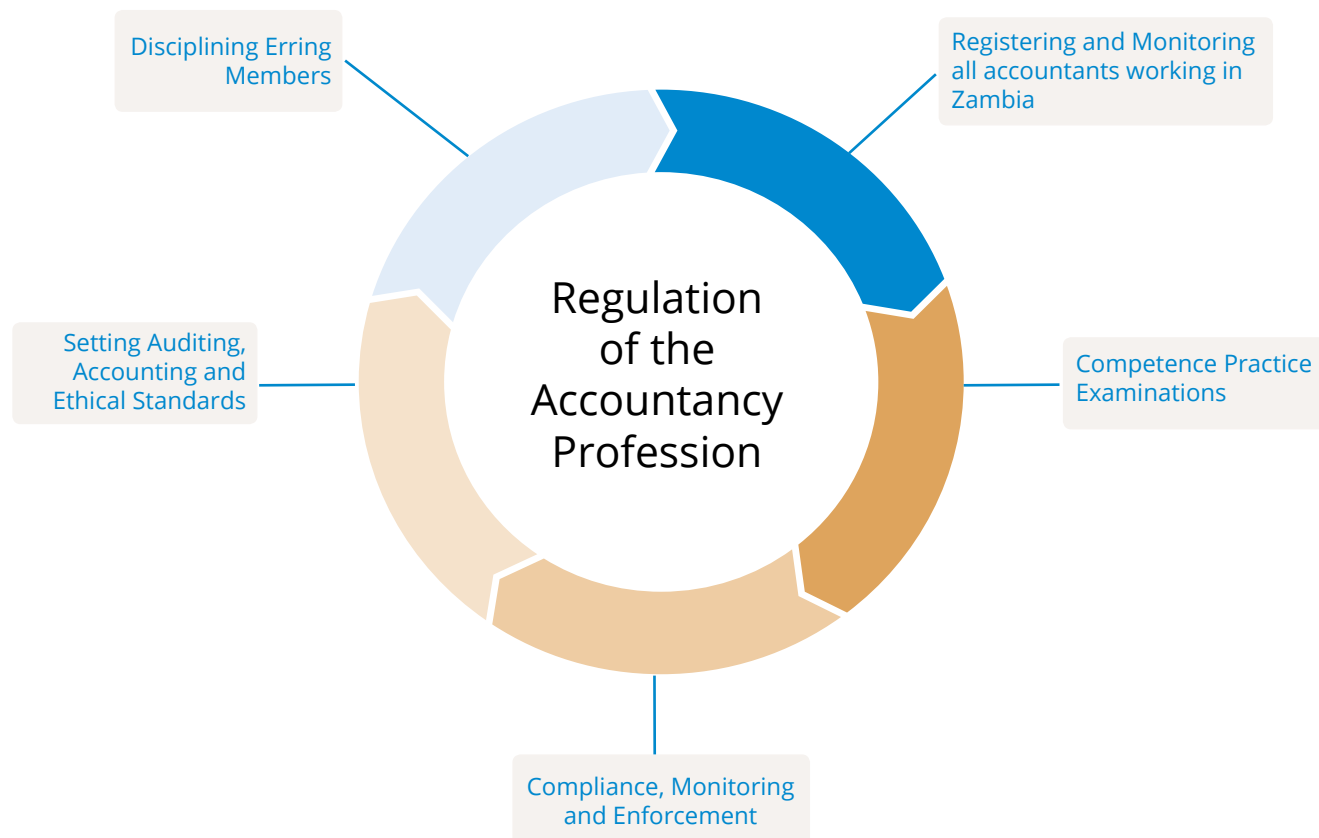 Disciplining Erring
Members
Registering and Monitoring
all accountants working in
Zambia
Regulation
of the
Accountancy
Profession
Setting Auditing,
Accounting and
Ethical Standards
Competence Practice
Examinations
Compliance, Monitoring
and Enforcement